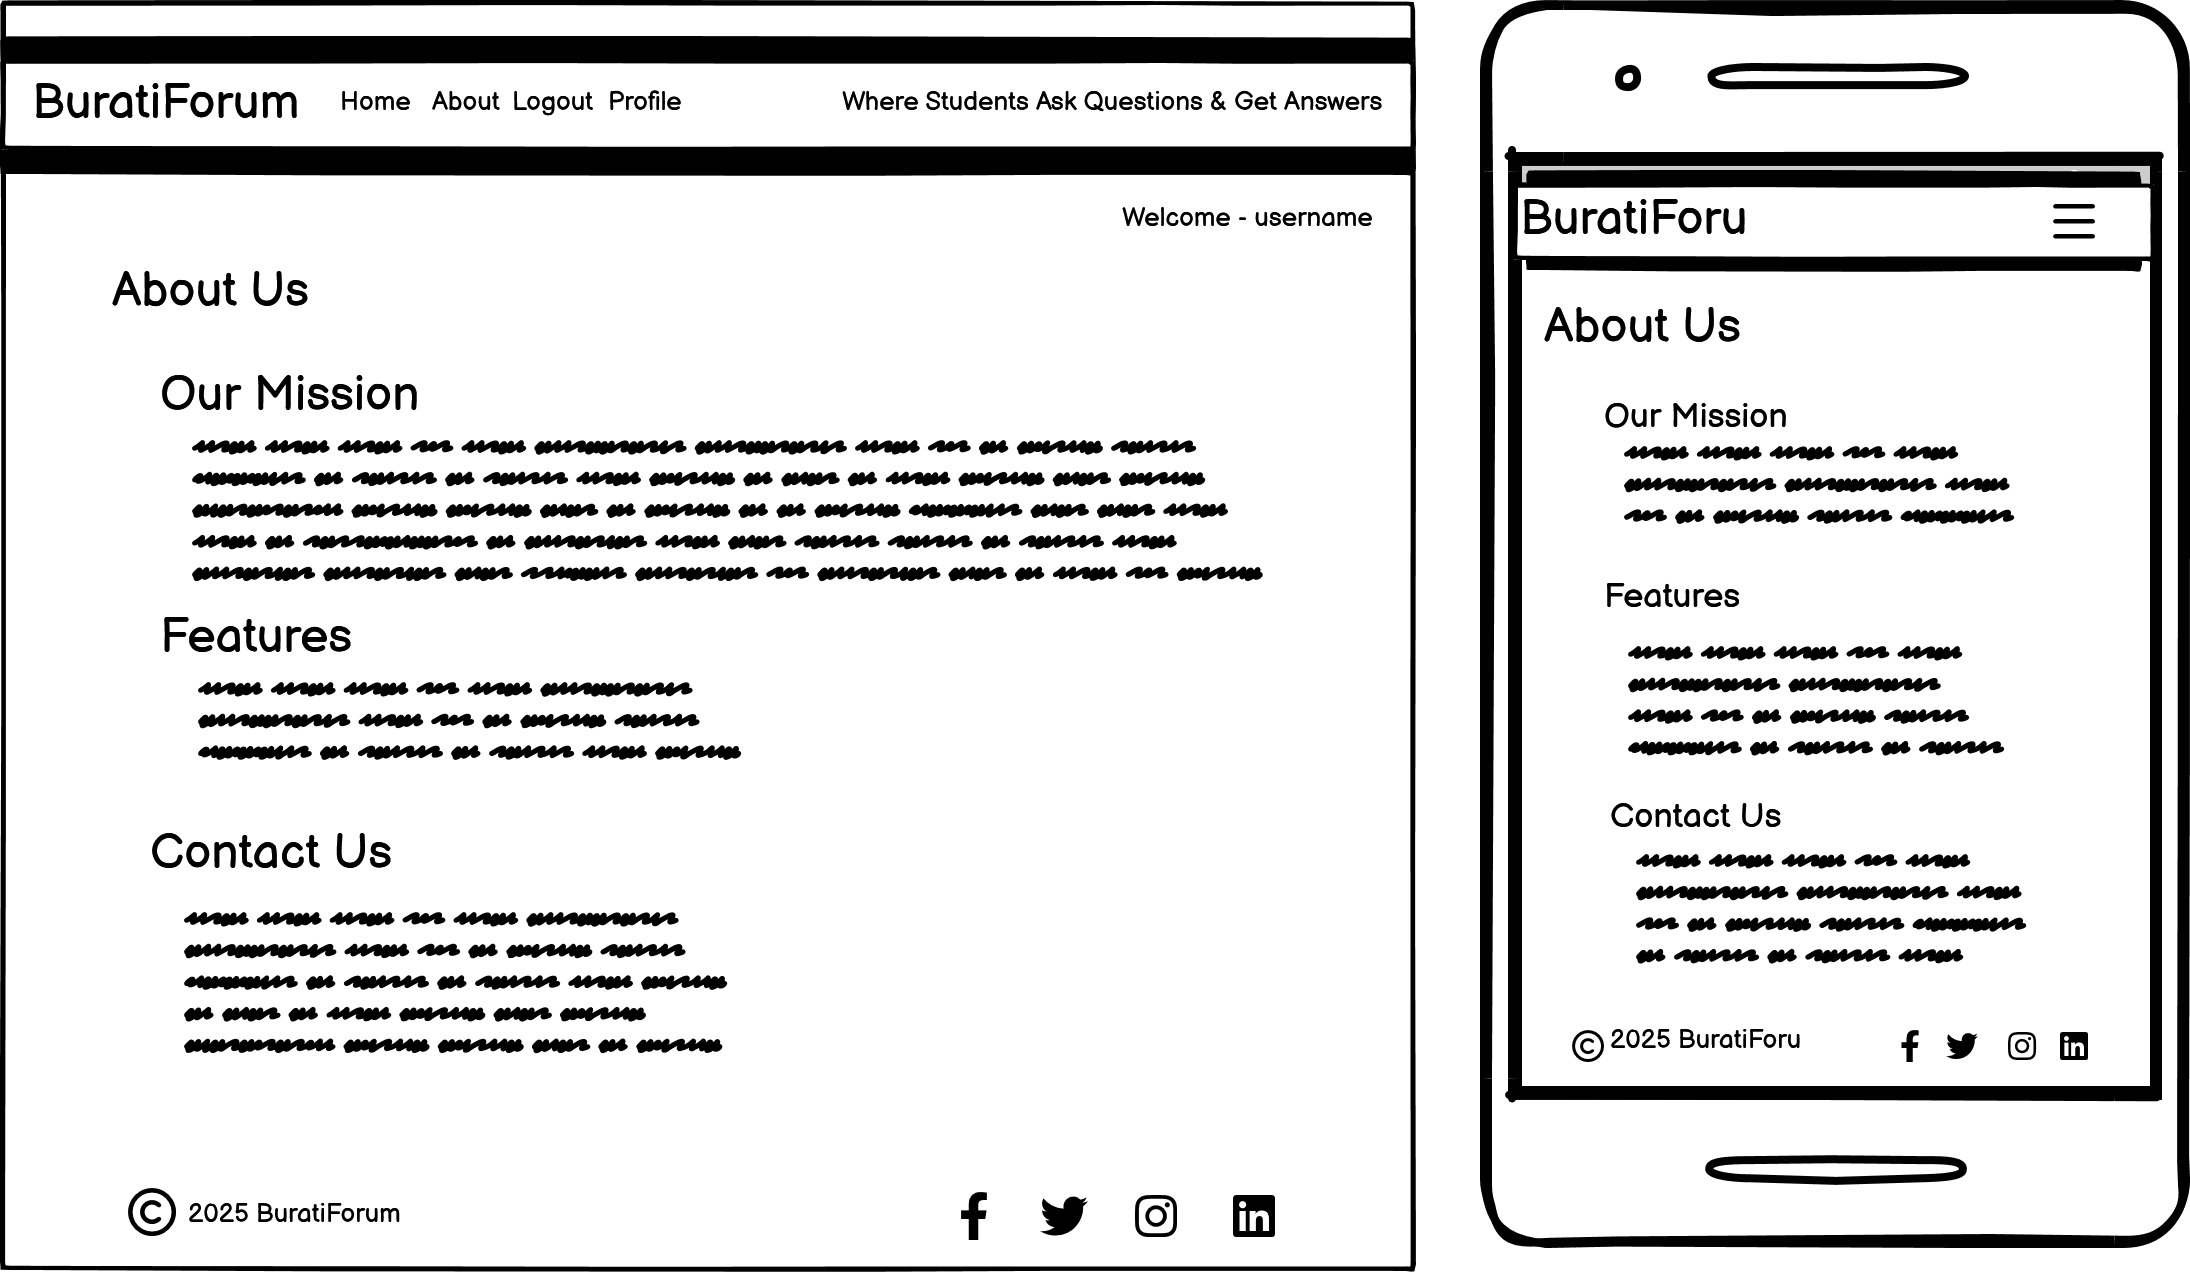 BuratiForum
Home About Logout Profile
Where Students Ask Questions & Get Answers
Welcome - username
About Us
Our Mission
Features
Contact Us
© 2025 BuratiForum
BuratiForu
About Us
Our Mission
Features
Contact Us
© 2025 BuratiForu